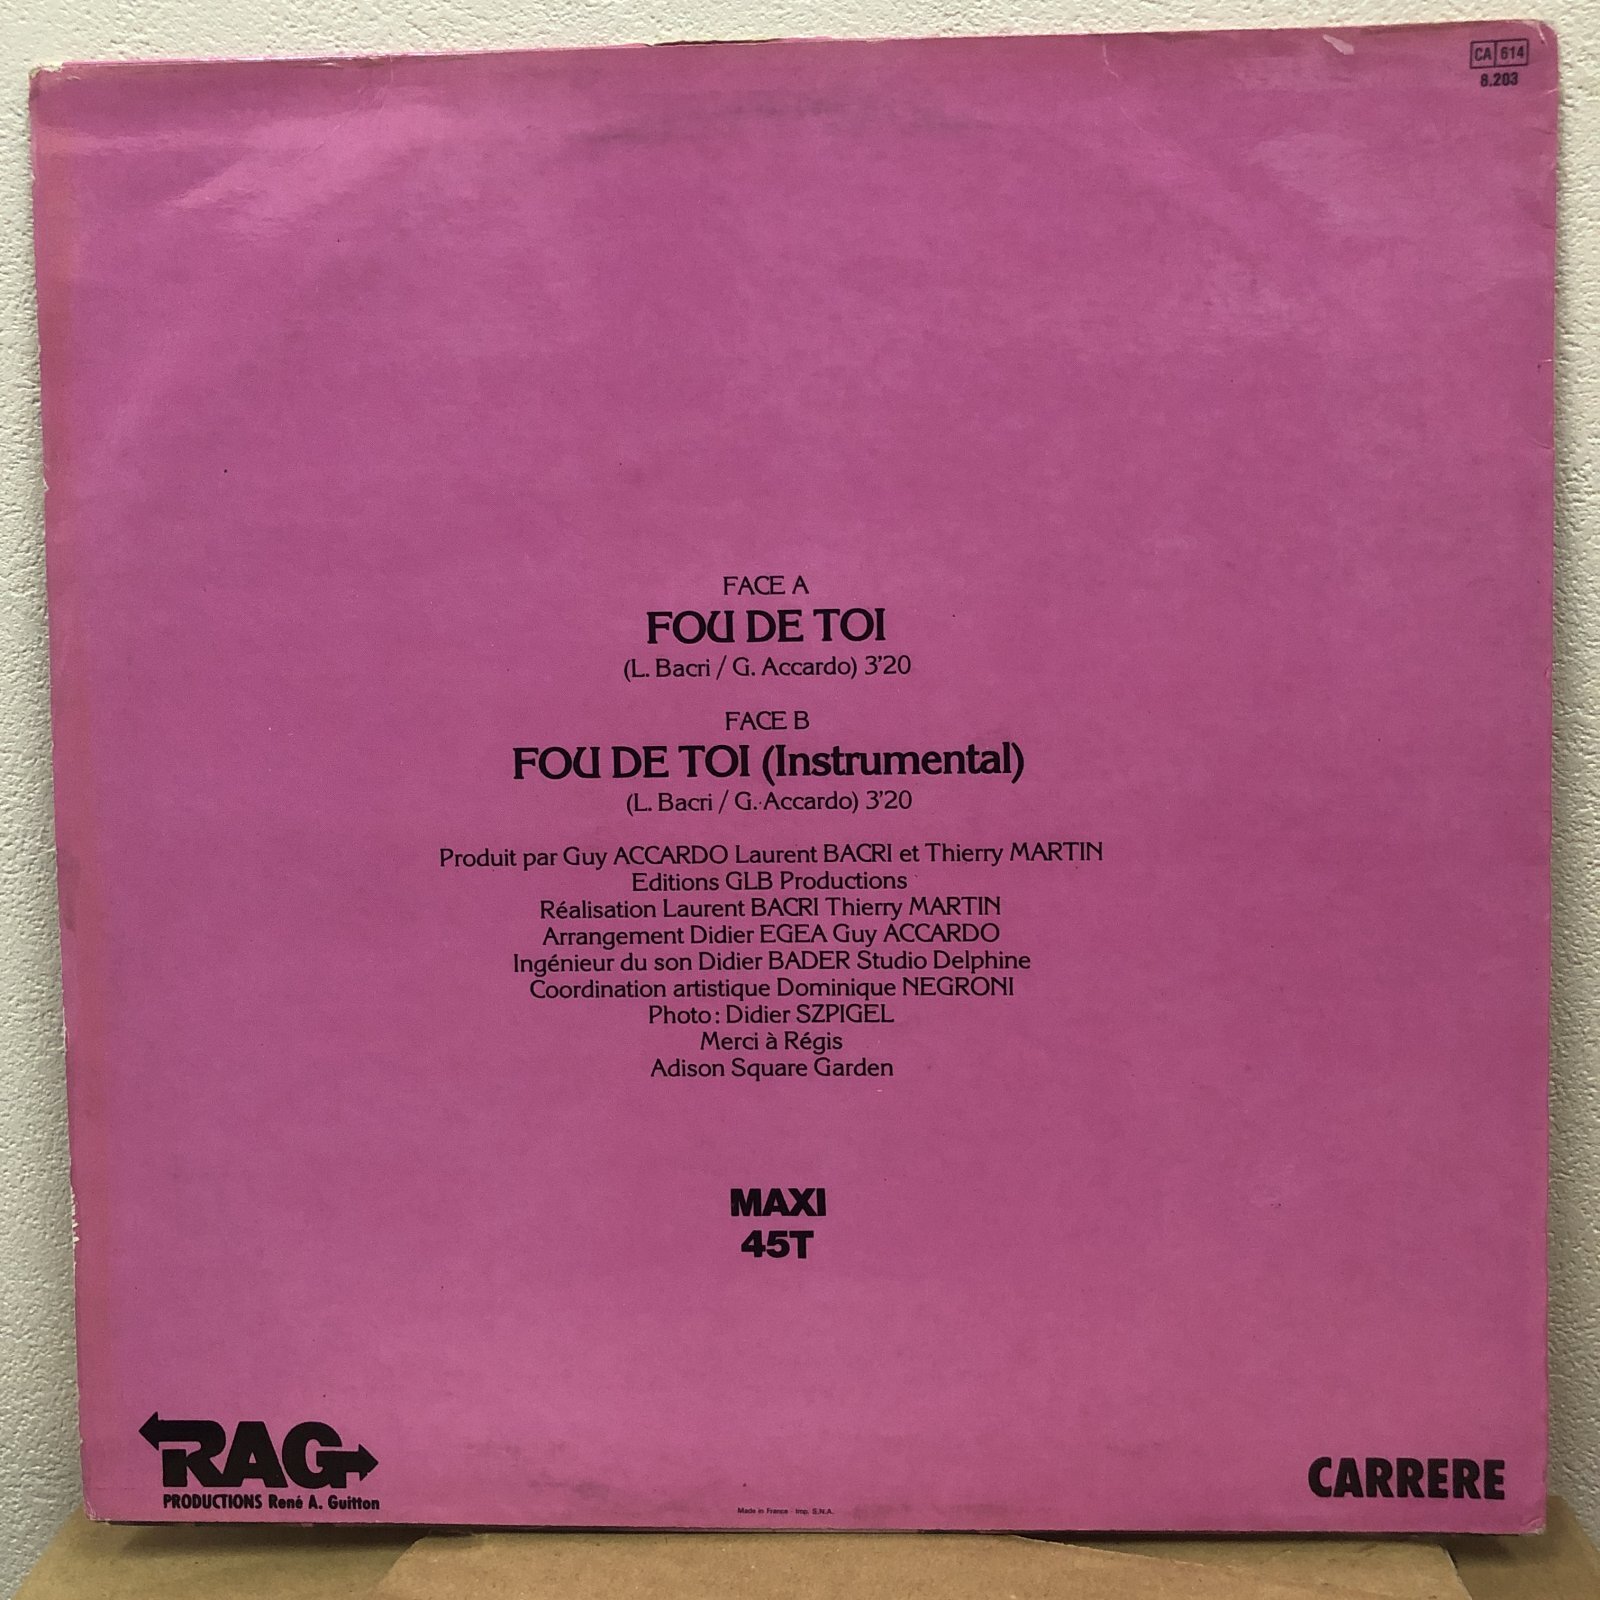 CA 614
8.203
FACE A
FOU DE TOI
(L. Bacri / G. Accardo) 3'20
FACE B
FOU DE TOI (Instrumental)
(L. Bacri / G. Accardo) 3'20
Produit par Guy ACCARDO Laurent BACRI et Thierry MARTIN
Editions GLB Productions
Réalisation Laurent BACRI Thierry MARTIN
Arrangement Didier EGEA Guy ACCARDO
Ingénieur du son Didier BADER Studio Delphine
Coordination artistique Dominique NEGRONI
Photo : Didier SZPIGEL
Merci à Régis
Adison Square Garden
MAXI
45T
RAG
PRODUCTIONS René A. Guitton
CARRERE
Made in France - Imp. S.N.A.